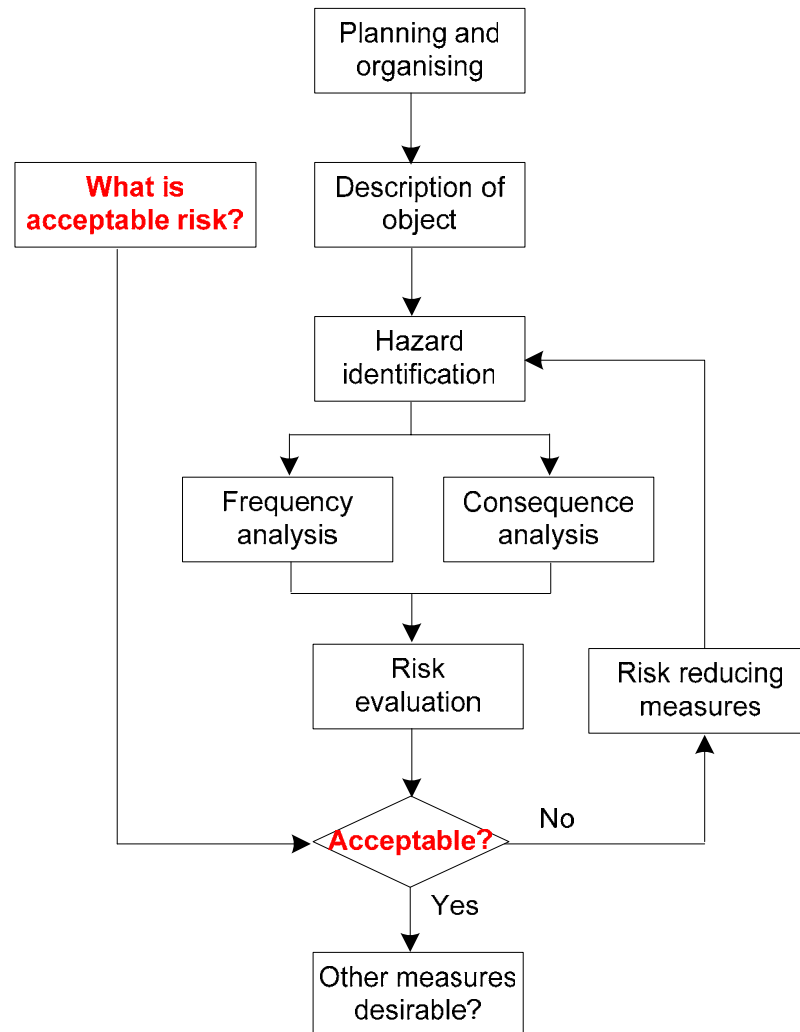 Planning and
organising
What is
acceptable risk?
Description of
object
Hazard
identification
Frequency
analysis
Consequence
analysis
Risk
evaluation
Risk reducing
measures
Acceptable?
No
Yes
Other measures
desirable?